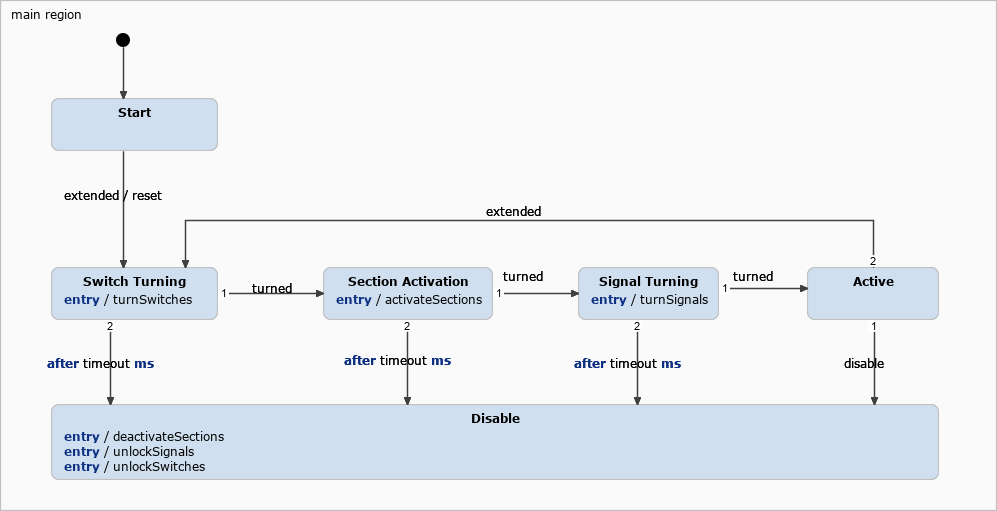 main region
Start
extended / reset
extended
2
Switch Turning
entry / turnSwitches
1
turned
Section Activation
entry / activateSections
1
turned
Signal Turning
entry / turnSignals
1
turned
Active
2
2
2
1
after timeout ms
after timeout ms
after timeout ms
disable
Disable
entry / deactivateSections
entry / unlockSignals
entry / unlockSwitches